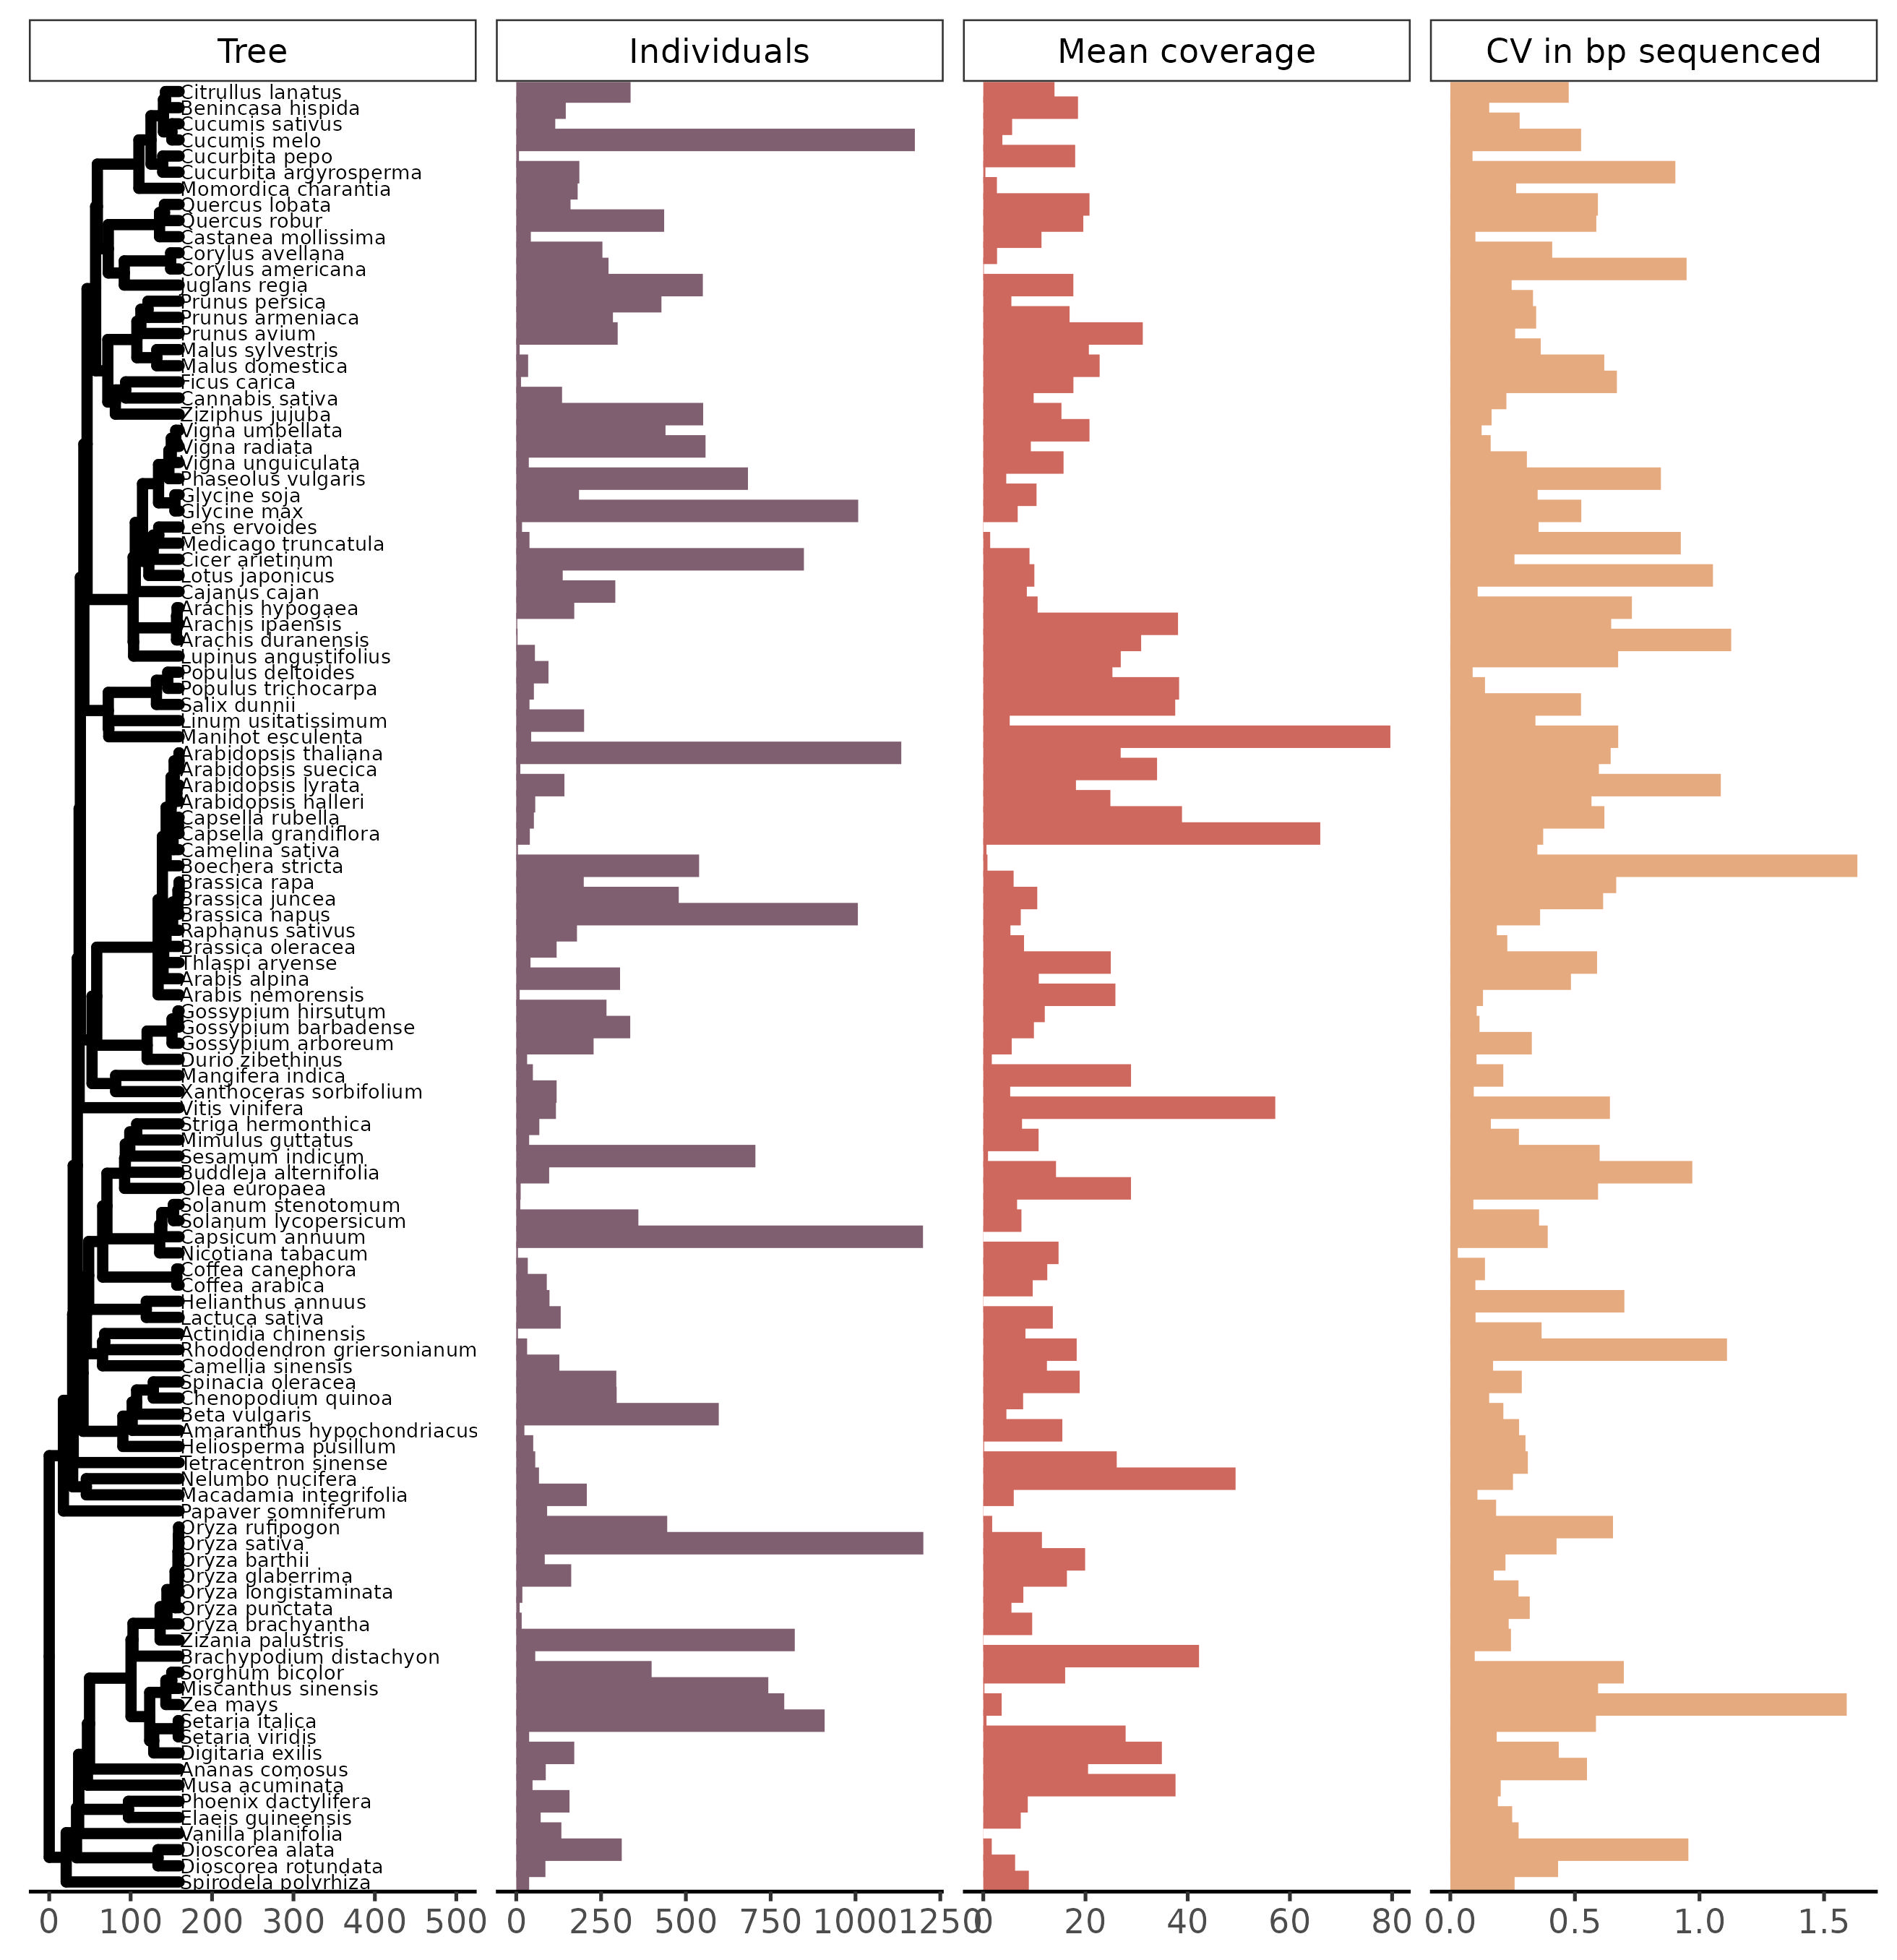 Tree Individuals Mean coverage CV in bp sequenced
Citrullus lanatus
Benincasa hispida
Cucumis sativus
Cucumis melo
Cucurbita pepo
Cucurbita argyrosperma
Momordica charantia
Quercus lobata
Quercus robur
Castanea mollissima
Corylus avellana
Corylus americana
Juglans regia
Prunus persica
Prunus armeniaca
Prunus avium
Malus sylvestris
Malus domestica
Ficus carica
Cannabis sativa
Ziziphus jujuba
Vigna umbellata
Vigna radiata
Vigna unguiculata
Phaseolus vulgaris
Glycine soja
Glycine max
Lens ervoides
Medicago truncatula
Cicer arietinum
Lotus japonicus
Cajanus cajan
Arachis hypogaea
Arachis ipaensis
Arachis duranensis
Lupinus angustifolius
Populus deltoides
Populus trichocarpa
Salix dunnii
Linum usitatissimum
Manihot esculenta
Arabidopsis thaliana
Arabidopsis suecica
Arabidopsis lyrata
Arabidopsis halleri
Capsella rubella
Capsella grandiflora
Camelina sativa
Boechera stricta
Brassica rapa
Brassica juncea
Brassica napus
Raphanus sativus
Brassica oleracea
Thlaspi arvense
Arabis alpina
Arabis nemorensis
Gossypium hirsutum
Gossypium barbadense
Gossypium arboreum
Durio zibethinus
Mangifera indica
Xanthoceras sorbifolium
Vitis vinifera
Striga hermonthica
Mimulus guttatus
Sesamum indicum
Buddleja alternifolia
Olea europaea
Solanum stenotomum
Solanum lycopersicum
Capsicum annuum
Nicotiana tabacum
Coffea canephora
Coffea arabica
Helianthus annuus
Lactuca sativa
Actinidia chinensis
Rhododendron griersonianum
Camellia sinensis
Spinacia oleracea
Chenopodium quinoa
Beta vulgaris
Amaranthus hypochondriacus
Heliosperma pusillum
Tetracentron sinense
Nelumbo nucifera
Macadamia integrifolia
Papaver somniferum
Oryza rufipogon
Oryza sativa
Oryza barthii
Oryza glaberrima
Oryza longistaminata
Oryza punctata
Oryza brachyantha
Zizania palustris
Brachypodium distachyon
Sorghum bicolor
Miscanthus sinensis
Zea mays
Setaria italica
Setaria viridis
Digitaria exilis
Ananas comosus
Musa acuminata
Phoenix dactylifera
Elaeis guineensis
Vanilla planifolia
Dioscorea alata
Dioscorea rotundata
Spirodela polyrhiza
0 100 200 300 400 500 0 250 500 750 1000 1250 0 20 40 60 80 0.0 0.5 1.0 1.5